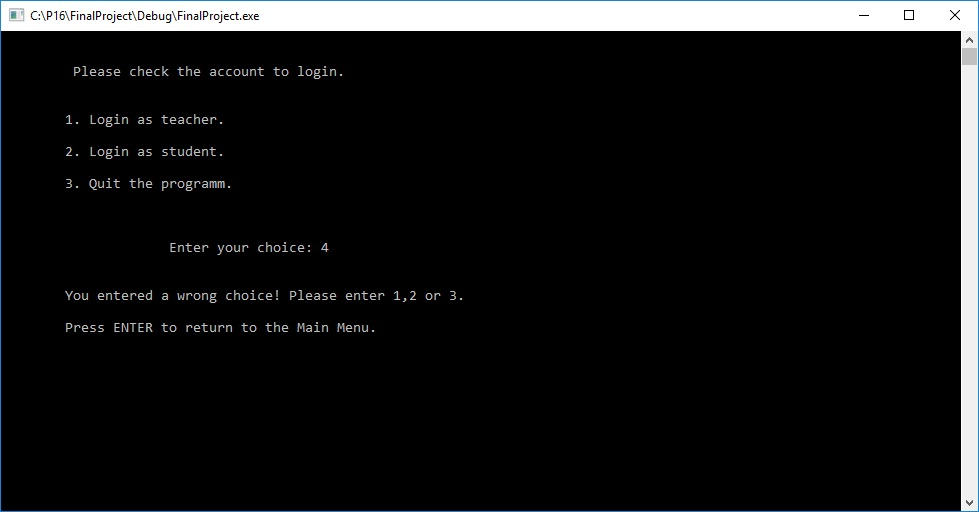 C:\P16\FinalProject\Debug\FinalProject.exe
Please check the account to login.
1. Login as teacher.
2. Login as student.
3. Quit the programm.
Enter your choice: 4
You entered a wrong choice! Please enter 1,2 or 3.
Press ENTER to return to the Main Menu.